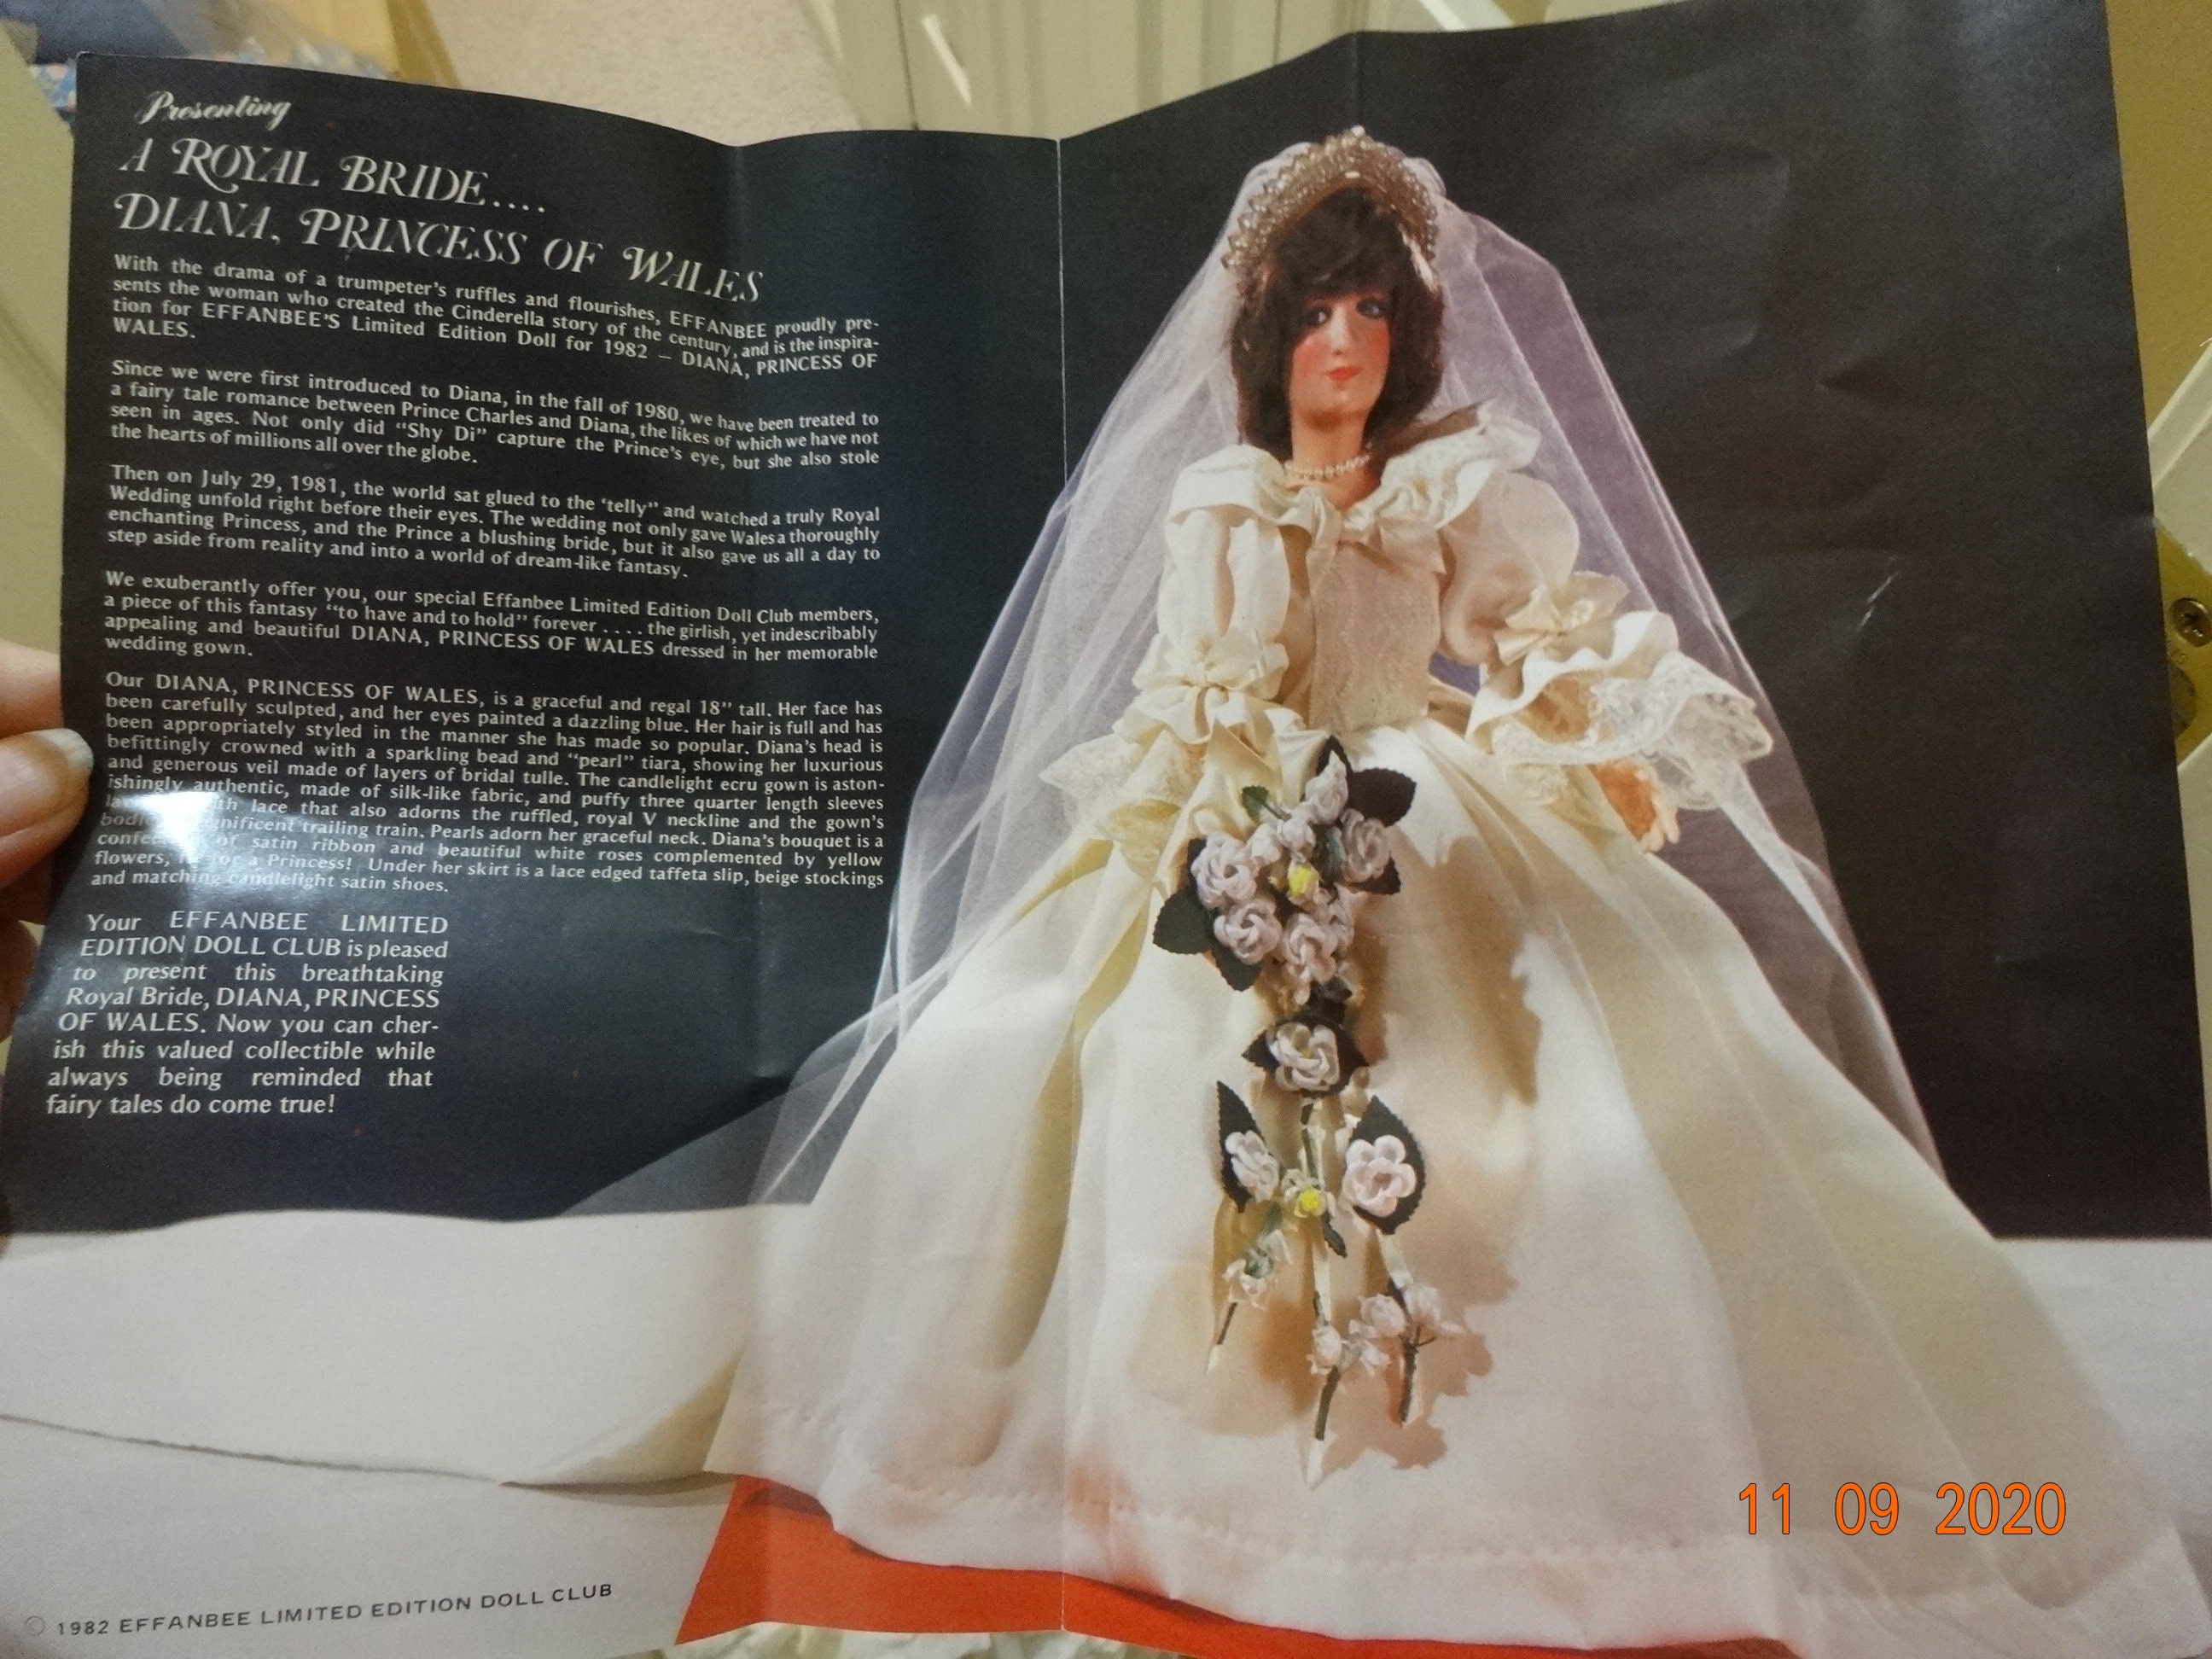 Presenting
A ROYAL BRIDE....
DIANA, PRINCESS OF WALES
With the drama of a trumpeter's ruffles and flourishes, EFFANBEE proudly pre-
sents the woman who created the Cinderella story of the century, and is the inspira-
tion for EFFANBEE'S Limited Edition Doll for 1982 — DIANA, PRINCESS OF
WALES.
Since we were first introduced to Diana, in the fall of 1980, we have been treated to
a fairy tale romance between Prince Charles and Diana, the likes of which we have not
seen in ages. Not only did "Shy Di" capture the Prince's eye, but she also stole
the hearts of millions all over the globe.
Then on July 29, 1981, the world sat glued to the 'telly" and watched a truly Royal
Wedding unfold right before their eyes. The wedding not only gave Wales a thoroughly
enchanting Princess, and the Prince a blushing bride, but it also gave us all a day to
step aside from reality and into a world of dream-like fantasy.
We exuberantly offer you, our special Effanbee Limited Edition Doll Club members,
a piece of this fantasy "to have and to hold" forever . . . . the girlish, yet indescribably
appealing and beautiful DIANA, PRINCESS OF WALES dressed in her memorable
wedding gown.
Our DIANA, PRINCESS OF WALES, is a graceful and regal 18" tall. Her face has
been carefully sculpted, and her eyes painted a dazzling blue. Her hair is full and has
been appropriately styled in the manner she has made so popular. Diana's head is
befittingly crowned with a sparkling bead and "pearl" tiara, showing her luxurious
and generous veil made of layers of bridal tulle. The candlelight ecru gown is aston-
ishingly authentic, made of silk-like fabric, and puffy three quarter length sleeves
lace that also adorns the ruffled, royal V neckline and the gown's
magnificent trailing train. Pearls adorn her graceful neck. Diana's bouquet is a
of satin ribbon and beautiful white roses complemented by yellow
flowers, a Princess! Under her skirt is a lace edged taffeta slip, beige stockings
and matching candlelight satin shoes.
Your EFFANBEE LIMITED
EDITION DOLL CLUB is pleased
to present this breathtaking
Royal Bride, DIANA, PRINCESS
OF WALES. Now you can cher-
ish this valued collectible while
always being reminded that
fairy tales do come true!
© 1982 EFFANBEE LIMITED EDITION DOLL CLUB
11 09 2020